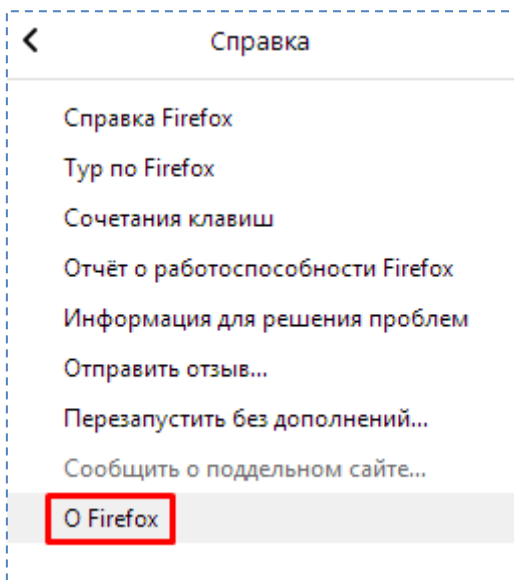 Справка
Справка Firefox
Тур по Firefox
Сочетания клавиш
Отчёт о работоспособности Firefox
Информация для решения проблем
Отправить отзыв...
Перезапустить без дополнений...
Сообщить о поддельном сайте...
О Firefox